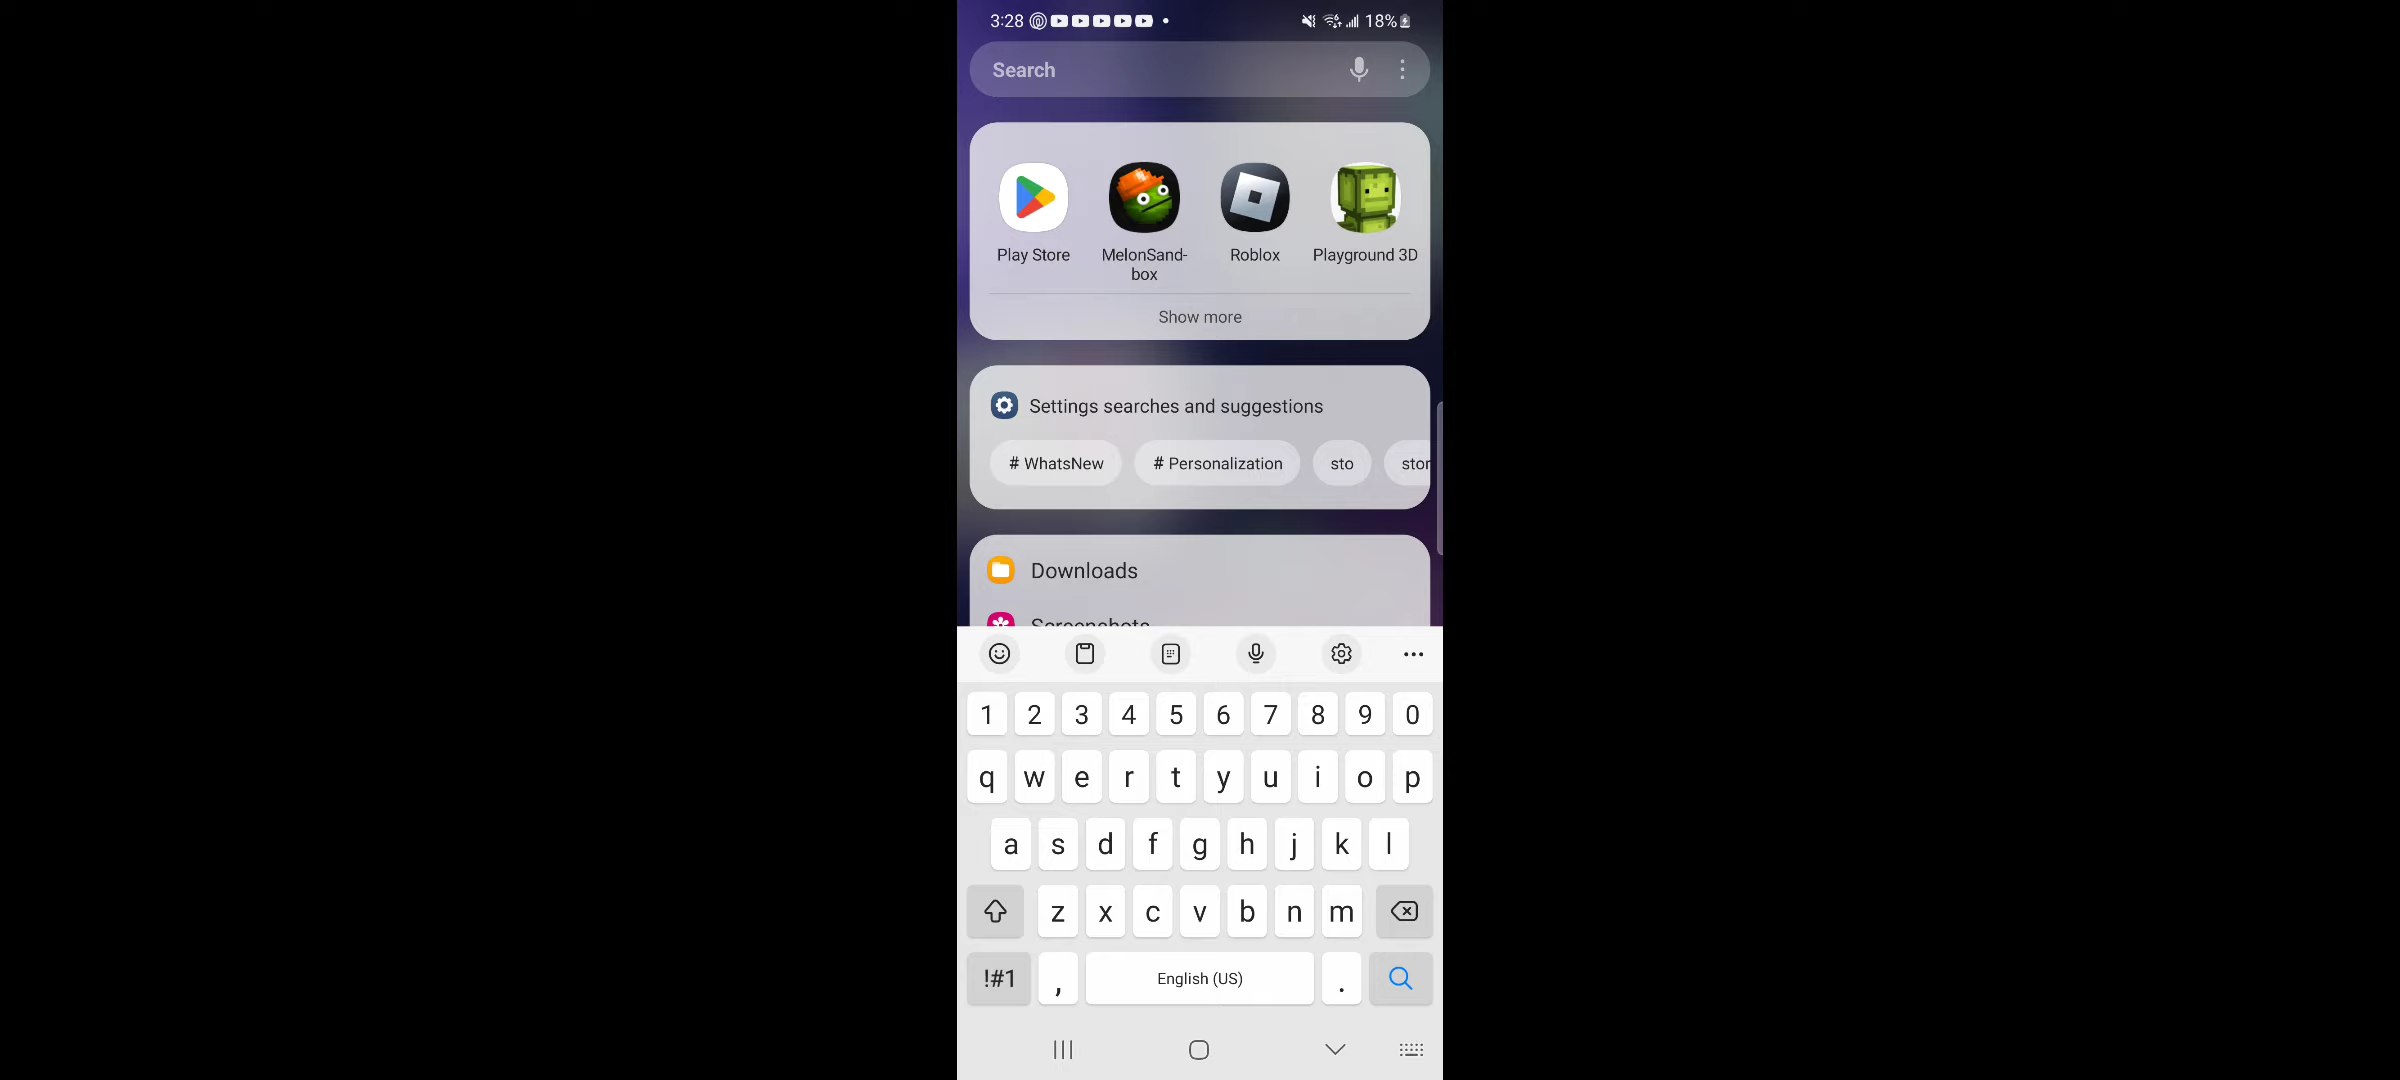 3:28 18%
Search
Play Store MelonSand- Roblox Playground 3D
box
Show more
Settings searches and suggestions
# WhatsNew # Personalization sto stor
Downloads
Screenshots
1 2 3 4 5 6 7 8 9 0
q w e r t y u i o p
a s d f g h j k l
z x c v b n m
!#1 , English (US) .